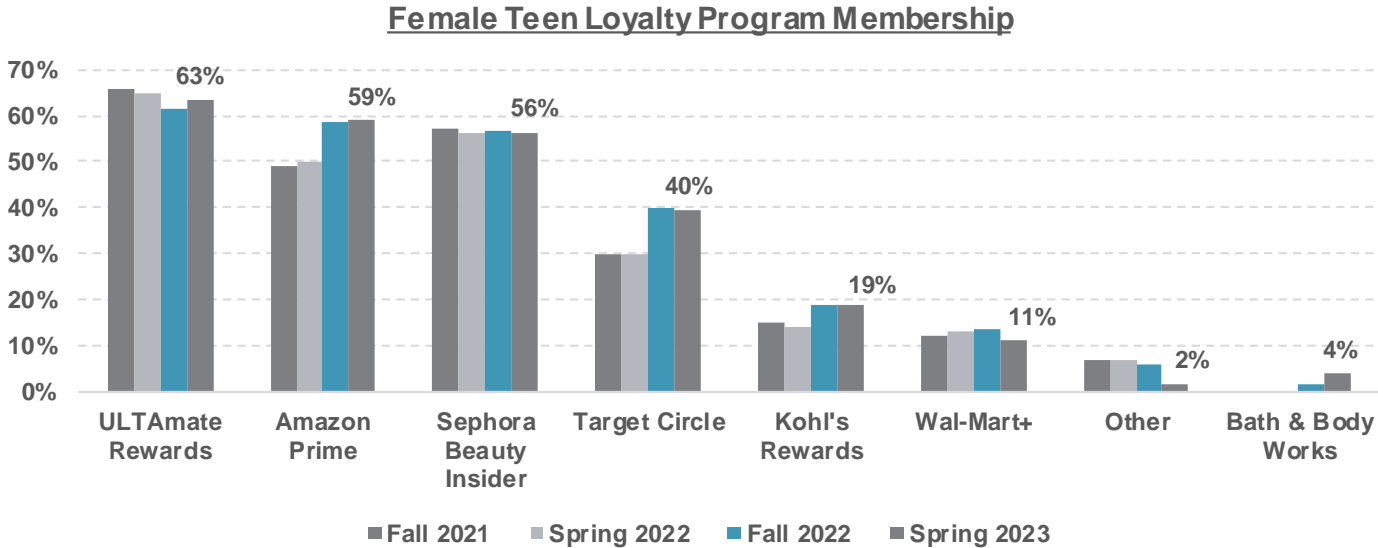 Female Teen Loyalty Program Membership
70%
60%
50%
40%
30%
20%
10%
0%
63%
59%
56%
40%
19%
11%
2%
4%
ULTAmate
Rewards
Amazon
Prime
Sephora
Beauty
Insider
Target Circle
Kohl's
Rewards
Wal-Mart+
Other
Bath & Body
Works
Fall 2021
Spring 2022
Fall 2022
Spring 2023